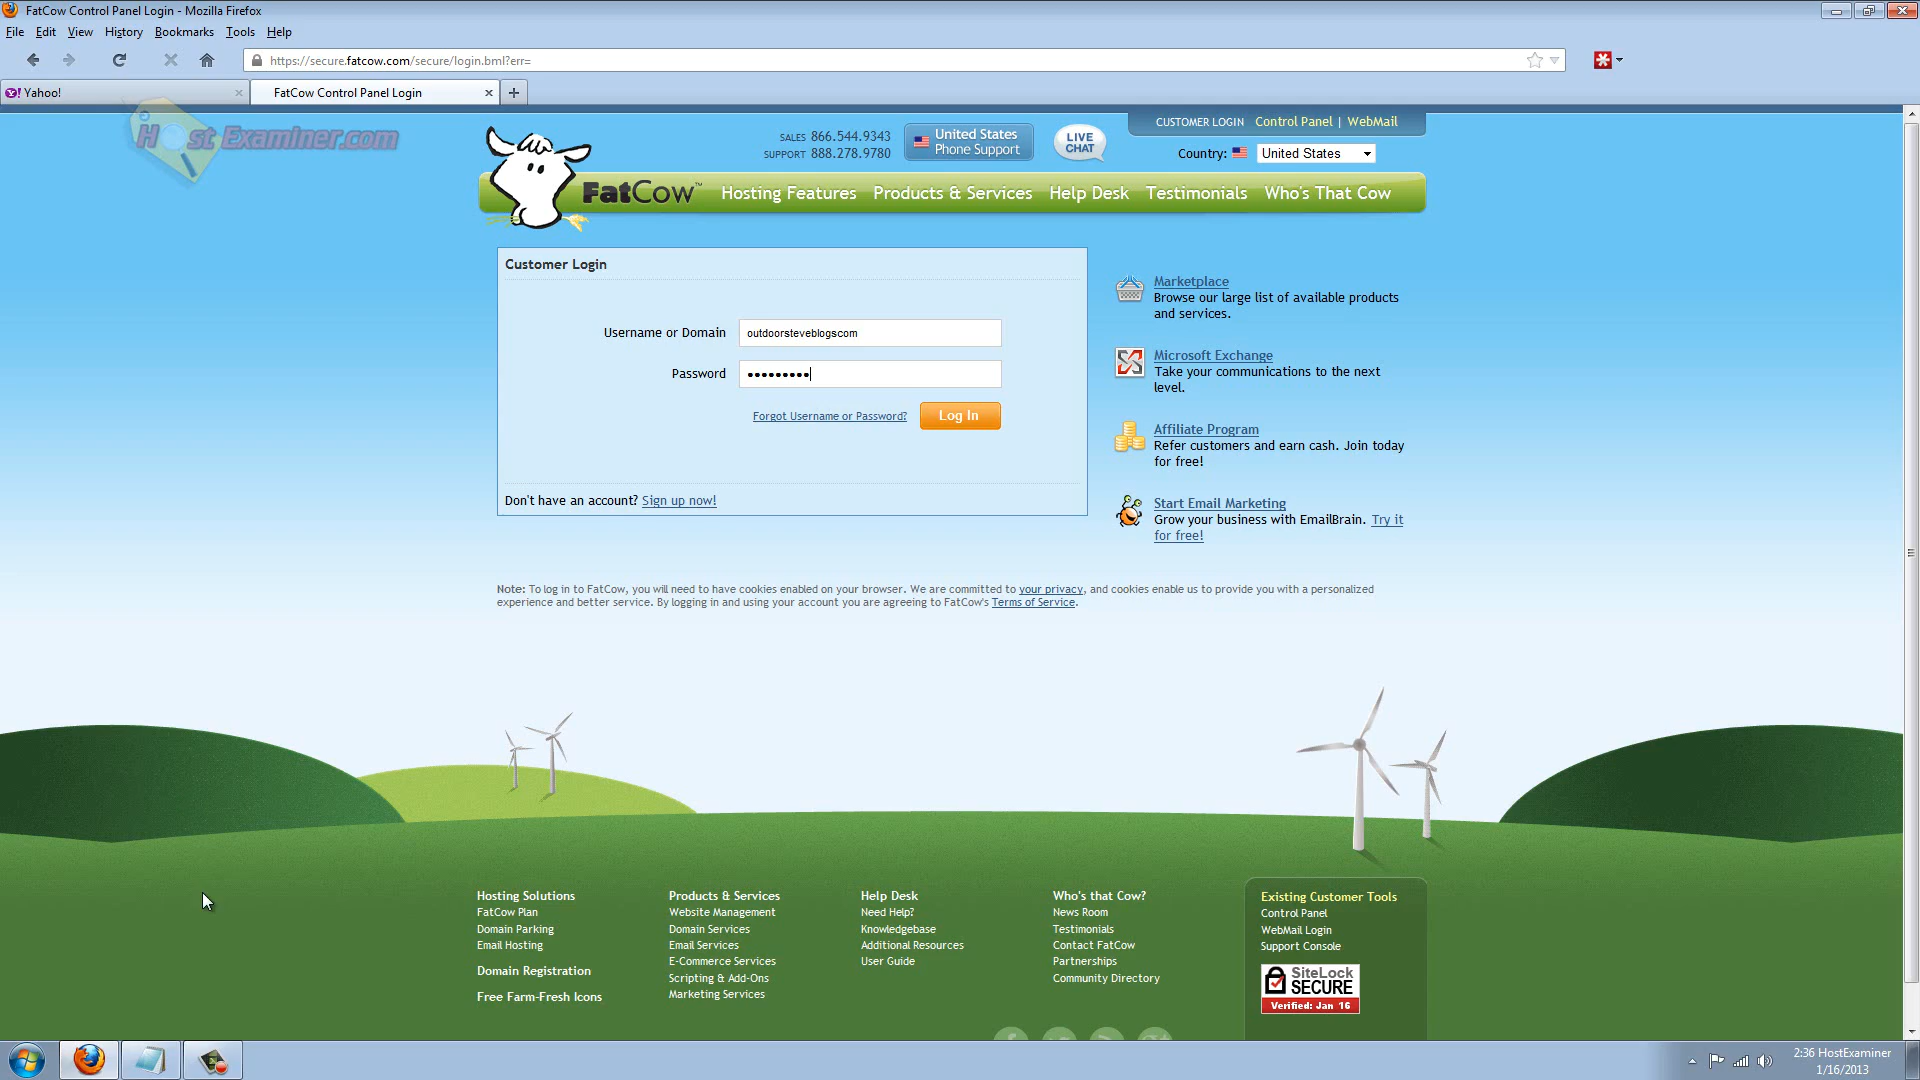 FatCow Control Panel Login - Mozilla Firefox
File Edit View History Bookmarks Tools Help
https://secure.fatcow.com/secure/login.bml?err=
Y! Yahoo!
FatCow Control Panel Login
Host Examiner.com
SALES 866.544.9343
SUPPORT 888.278.9780
United States
Phone Support
LIVE
CHAT
CUSTOMER LOGIN Control Panel | WebMail
Country: United States
FatCow™ Hosting Features Products & Services Help Desk Testimonials Who's That Cow
Customer Login
Username or Domain outdoorsteveblogscom
Password •••••••••
Forgot Username or Password? Log In
Don't have an account? Sign up now!
Marketplace
Browse our large list of available products
and services.
Microsoft Exchange
Take your communications to the next
level.
Affiliate Program
Refer customers and earn cash. Join today
for free!
Start Email Marketing
Grow your business with EmailBrain. Try it
for free!
Note: To log in to FatCow, you will need to have cookies enabled on your browser. We are committed to your privacy, and cookies enable us to provide you with a personalized
experience and better service. By logging in and using your account you are agreeing to FatCow's Terms of Service.
Hosting Solutions
FatCow Plan
Domain Parking
Email Hosting
Domain Registration
Free Farm-Fresh Icons
Products & Services
Website Management
Domain Services
Email Services
E-Commerce Services
Scripting & Add-Ons
Marketing Services
Help Desk
Need Help?
Knowledgebase
Additional Resources
User Guide
Who's that Cow?
News Room
Testimonials
Contact FatCow
Partnerships
Community Directory
Existing Customer Tools
Control Panel
WebMail Login
Support Console
SiteLock
SECURE
Verified: Jan 16
2:36 HostExaminer
1/16/2013